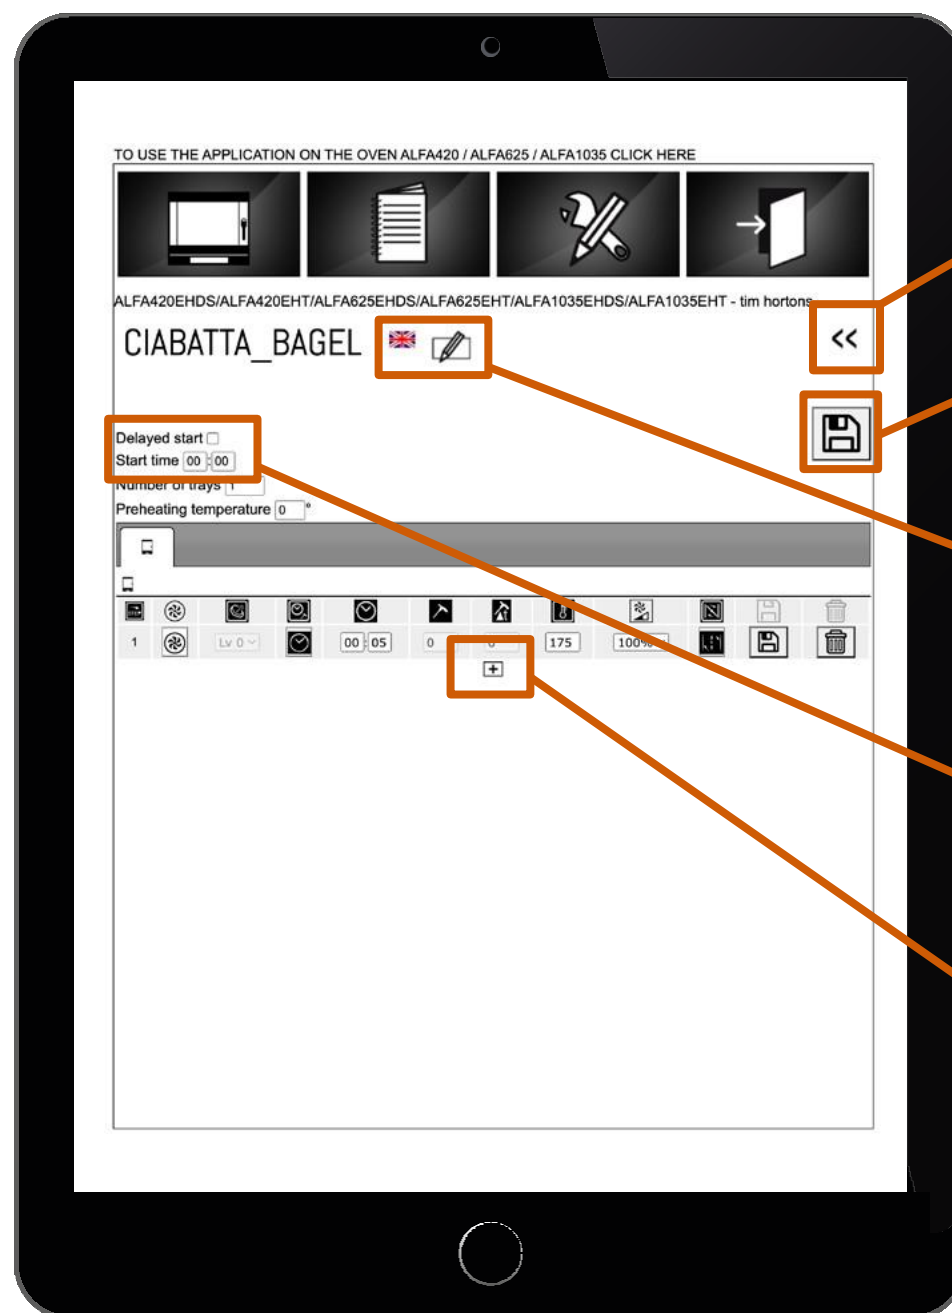 TO USE THE APPLICATION ON THE OVEN ALFA420 / ALFA625 / ALFA1035 CLICK HERE
ALFA420EHDS/ALFA420EHT/ALFA625EHDS/ALFA625EHT/ALFA1035EHDS/ALFA1035EHT - tim hortons
CIABATTA_BAGEL
<<
Delayed start
Start time 00:00
Number of trays 1
Preheating temperature 0 °
1 Lv 0 00:05 0 0 175 100%
+